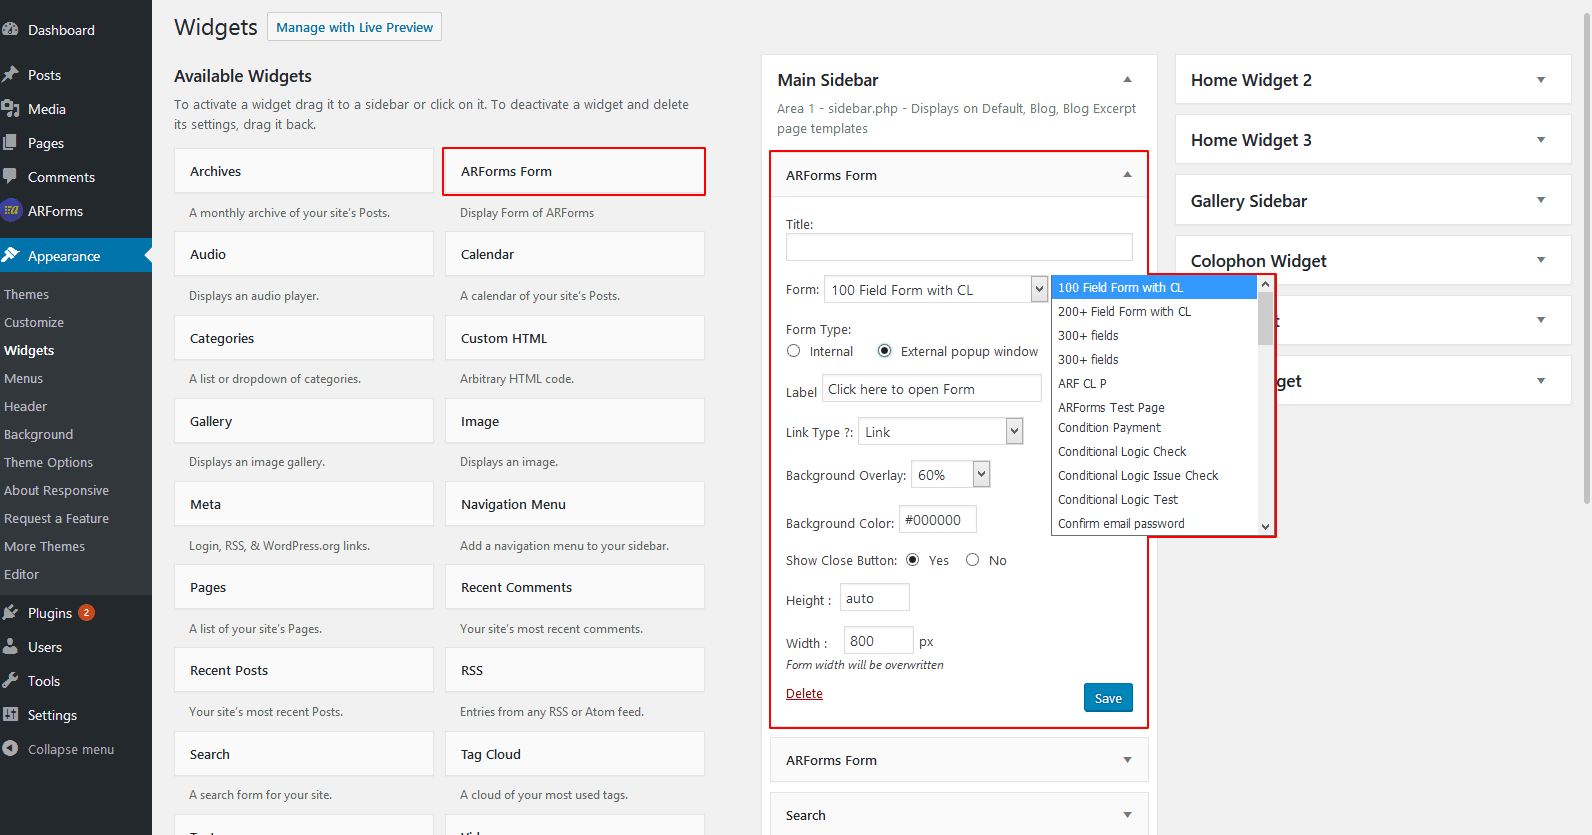 Dashboard
Posts
Media
Pages
Comments
ARForms
Appearance
Themes
Customize
Widgets
Menus
Header
Background
Theme Options
About Responsive
Request a Feature
More Themes
Editor
Plugins 2
Users
Tools
Settings
Collapse menu
Widgets
Manage with Live Preview
Available Widgets
To activate a widget drag it to a sidebar or click on it. To deactivate a widget and delete
its settings, drag it back.
Archives
A monthly archive of your site's Posts.
ARForms Form
Display Form of ARForms
Audio
Displays an audio player.
Calendar
A calendar of your site's Posts.
Categories
A list or dropdown of categories.
Custom HTML
Arbitrary HTML code.
Gallery
Displays an image gallery.
Image
Displays an image.
Meta
Login, RSS, & WordPress.org links.
Navigation Menu
Add a navigation menu to your sidebar.
Pages
A list of your site's Pages.
Recent Comments
Your site's most recent comments.
Recent Posts
Your site's most recent Posts.
RSS
Entries from any RSS or Atom feed.
Search
A search form for your site.
Tag Cloud
A cloud of your most used tags.
Main Sidebar
Area 1 - sidebar.php - Displays on Default, Blog, Blog Excerpt
page templates
ARForms Form
Title:
Form: 100 Field Form with CL
Form Type:
Internal External popup window
Label Click here to open Form
Link Type ?: Link
Background Overlay: 60%
Background Color: #000000
Show Close Button: Yes No
Height : auto
Width : 800 px
Form width will be overwritten
Delete
Save
ARForms Form
Search
100 Field Form with CL
200+ Field Form with CL
300+ fields
300+ fields
ARF CL P
ARForms Test Page
Condition Payment
Conditional Logic Check
Conditional Logic Issue Check
Conditional Logic Test
Confirm email password
Home Widget 2
Home Widget 3
Gallery Sidebar
Colophon Widget
t
get